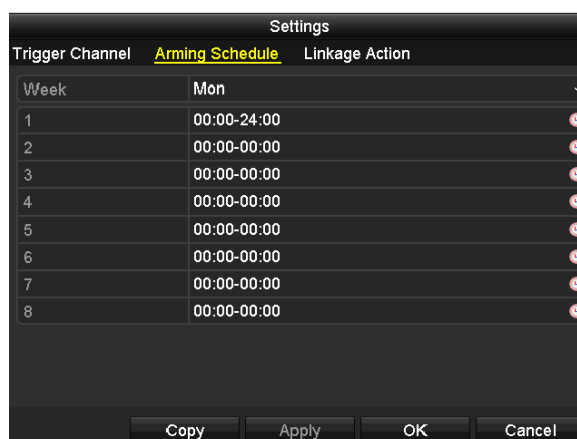 Settings
Trigger Channel Arming Schedule Linkage Action
Week Mon
1 00:00-24:00
2 00:00-00:00
3 00:00-00:00
4 00:00-00:00
5 00:00-00:00
6 00:00-00:00
7 00:00-00:00
8 00:00-00:00
Copy Apply OK Cancel